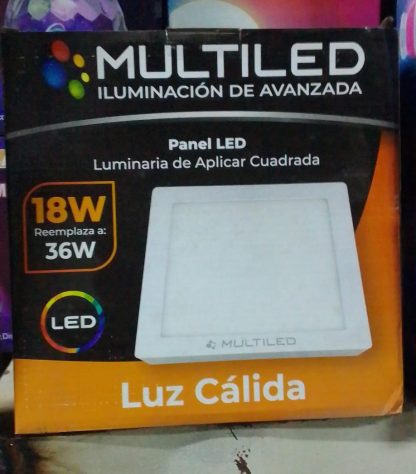 MULTILED
ILUMINACIÓN DE AVANZADA
Panel LED
Luminaria de Aplicar Cuadrada
18W
Reemplaza a:
36W
LED
MULTILED
Luz Cálida